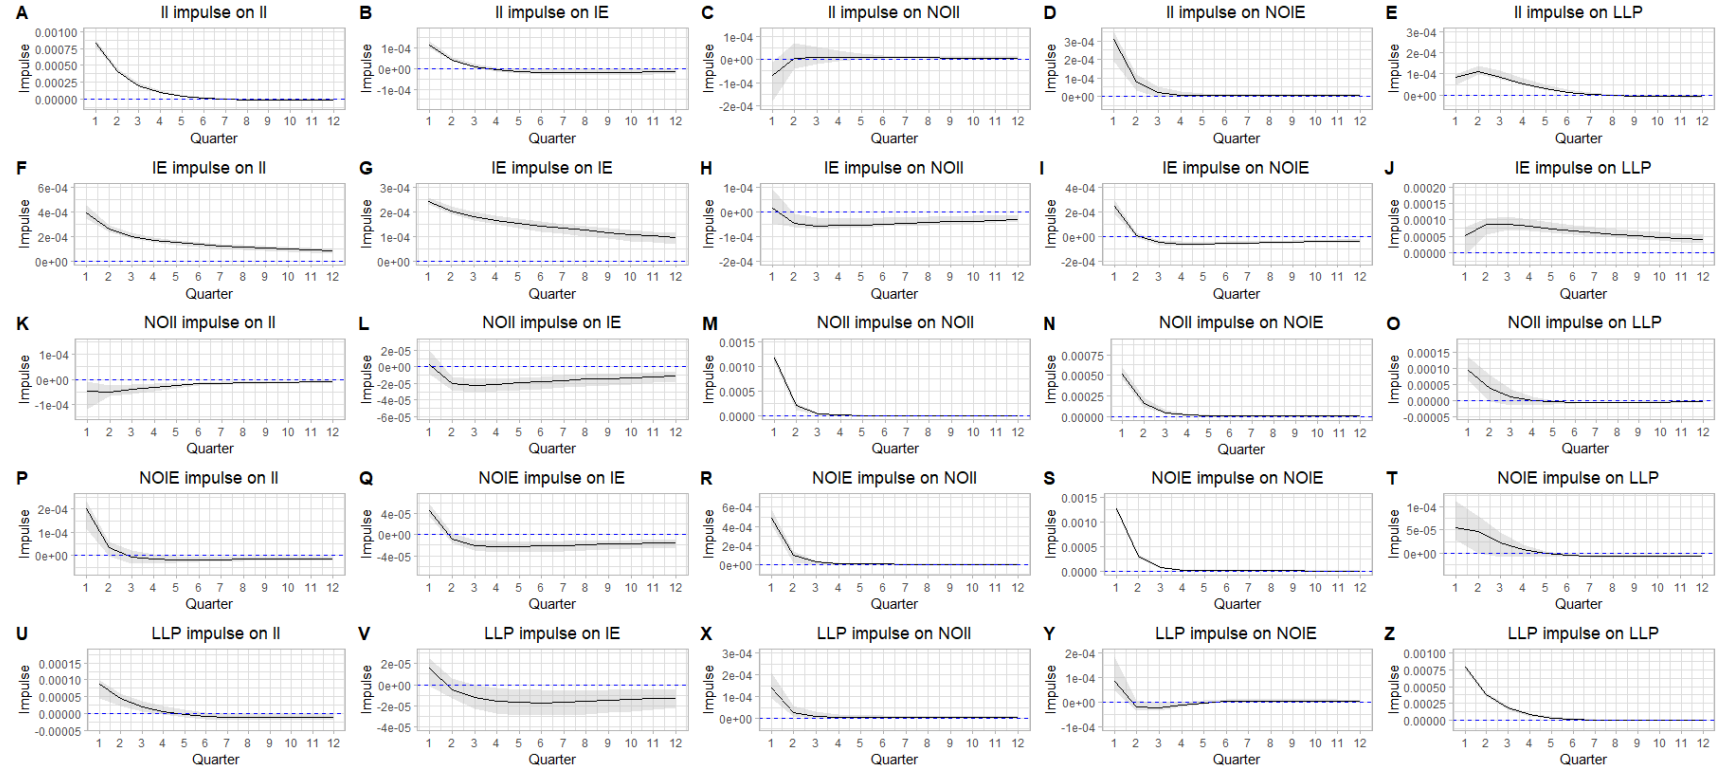 A II impulse on II
Impulse
0.00100
0.00075
0.00050
0.00025
0.00000
1 2 3 4 5 6 7 8 9 10 11 12
Quarter
B II impulse on IE
Impulse
1e-04
0e+00
-1e-04
1 2 3 4 5 6 7 8 9 10 11 12
Quarter
C II impulse on NOII
Impulse
1e-04
0e+00
-1e-04
-2e-04
1 2 3 4 5 6 7 8 9 10 11 12
Quarter
D II impulse on NOIE
Impulse
3e-04
2e-04
1e-04
0e+00
1 2 3 4 5 6 7 8 9 10 11 12
Quarter
E II impulse on LLP
Impulse
3e-04
2e-04
1e-04
0e+00
1 2 3 4 5 6 7 8 9 10 11 12
Quarter
F IE impulse on II
Impulse
6e-04
4e-04
2e-04
0e+00
1 2 3 4 5 6 7 8 9 10 11 12
Quarter
G IE impulse on IE
Impulse
3e-04
2e-04
1e-04
0e+00
1 2 3 4 5 6 7 8 9 10 11 12
Quarter
H IE impulse on NOII
Impulse
1e-04
0e+00
-1e-04
-2e-04
1 2 3 4 5 6 7 8 9 10 11 12
Quarter
I IE impulse on NOIE
Impulse
4e-04
2e-04
0e+00
-2e-04
1 2 3 4 5 6 7 8 9 10 11 12
Quarter
J IE impulse on LLP
Impulse
0.00020
0.00015
0.00010
0.00005
0.00000
1 2 3 4 5 6 7 8 9 10 11 12
Quarter
K NOII impulse on II
Impulse
1e-04
0e+00
-1e-04
1 2 3 4 5 6 7 8 9 10 11 12
Quarter
L NOII impulse on IE
Impulse
2e-05
0e+00
-2e-05
-4e-05
-6e-05
1 2 3 4 5 6 7 8 9 10 11 12
Quarter
M NOII impulse on NOII
Impulse
0.0015
0.0010
0.0005
0.0000
1 2 3 4 5 6 7 8 9 10 11 12
Quarter
N NOII impulse on NOIE
Impulse
0.00075
0.00050
0.00025
0.00000
1 2 3 4 5 6 7 8 9 10 11 12
Quarter
O NOII impulse on LLP
Impulse
0.00015
0.00010
0.00005
0.00000
-0.00005
1 2 3 4 5 6 7 8 9 10 11 12
Quarter
P NOIE impulse on II
Impulse
2e-04
1e-04
0e+00
1 2 3 4 5 6 7 8 9 10 11 12
Quarter
Q NOIE impulse on IE
Impulse
4e-05
0e+00
-4e-05
1 2 3 4 5 6 7 8 9 10 11 12
Quarter
R NOIE impulse on NOII
Impulse
6e-04
4e-04
2e-04
0e+00
1 2 3 4 5 6 7 8 9 10 11 12
Quarter
S NOIE impulse on NOIE
Impulse
0.0015
0.0010
0.0005
0.0000
1 2 3 4 5 6 7 8 9 10 11 12
Quarter
T NOIE impulse on LLP
Impulse
1e-04
5e-05
0e+00
1 2 3 4 5 6 7 8 9 10 11 12
Quarter
U LLP impulse on II
Impulse
0.00015
0.00010
0.00005
0.00000
-0.00005
1 2 3 4 5 6 7 8 9 10 11 12
Quarter
V LLP impulse on IE
Impulse
2e-05
0e+00
-2e-05
-4e-05
1 2 3 4 5 6 7 8 9 10 11 12
Quarter
X LLP impulse on NOII
Impulse
3e-04
2e-04
1e-04
0e+00
1 2 3 4 5 6 7 8 9 10 11 12
Quarter
Y LLP impulse on NOIE
Impulse
2e-04
1e-04
0e+00
-1e-04
1 2 3 4 5 6 7 8 9 10 11 12
Quarter
Z LLP impulse on LLP
Impulse
0.00100
0.00075
0.00050
0.00025
0.00000
1 2 3 4 5 6 7 8 9 10 11 12
Quarter